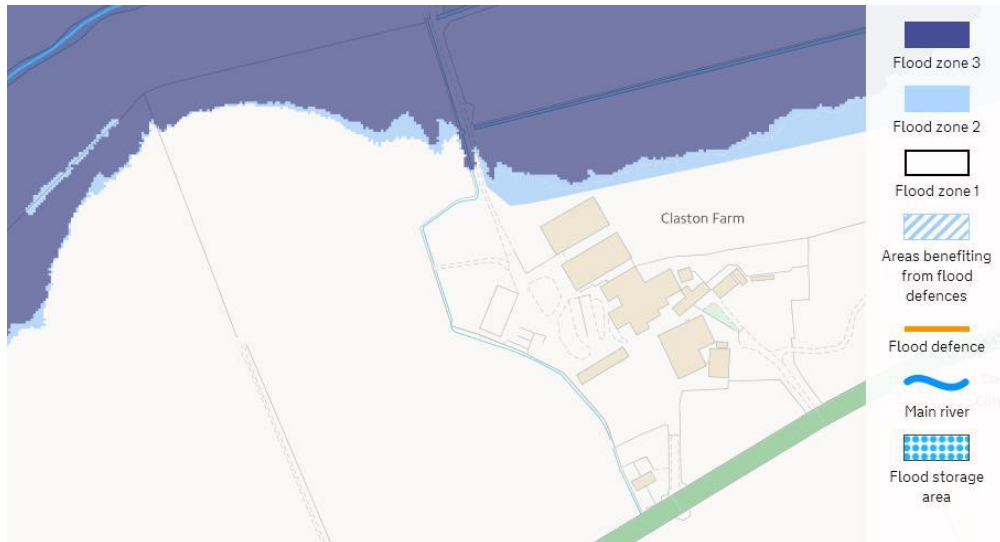 Flood zone 3
Flood zone 2
Claston Farm
Flood zone 1
Areas benefiting
from flood
defences
Flood defence
Main river
Flood storage
area